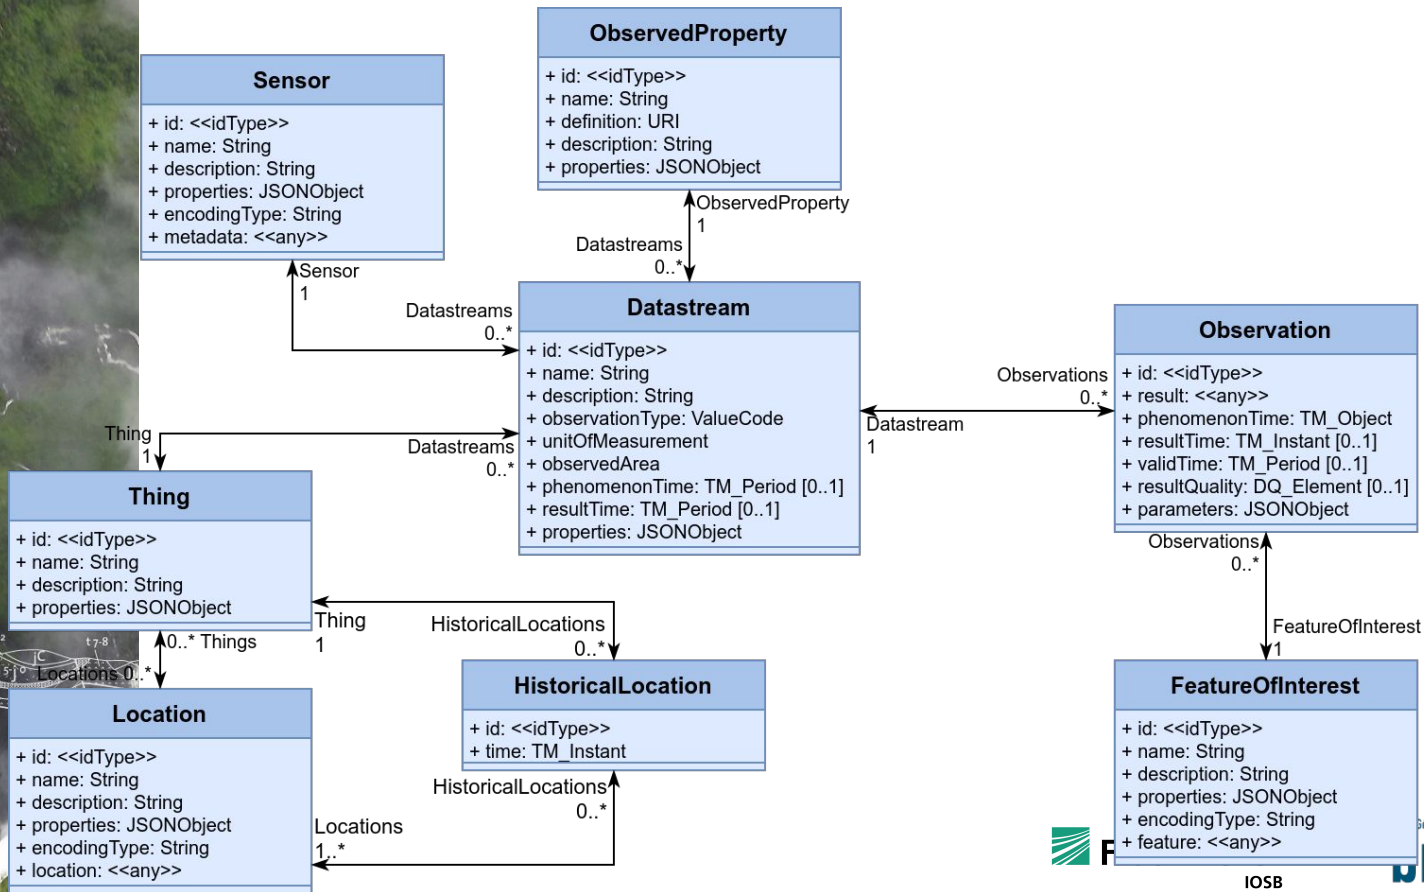 ObservedProperty
+ id: <<idType>>
+ name: String
+ definition: URI
+ description: String
+ properties: JSONObject
Sensor
+ id: <<idType>>
+ name: String
+ description: String
+ properties: JSONObject
+ encodingType: String
+ metadata: <<any>>
ObservedProperty
1
Datastreams
0..*
Sensor
1
Datastreams
0..*
Datastream
+ id: <<idType>>
+ name: String
+ description: String
+ observationType: ValueCode
+ unitOfMeasurement
+ observedArea
+ phenomenonTime: TM_Period [0..1]
+ resultTime: TM_Period [0..1]
+ properties: JSONObject
Observations
0..*
Datastream
1
Observation
+ id: <<idType>>
+ result: <<any>>
+ phenomenonTime: TM_Object
+ resultTime: TM_Instant [0..1]
+ validTime: TM_Period [0..1]
+ resultQuality: DQ_Element [0..1]
+ parameters: JSONObject
Thing
1
Datastreams
0..*
Thing
+ id: <<idType>>
+ name: String
+ description: String
+ properties: JSONObject
Observations
0..*
FeatureOfInterest
1
Thing
1
HistoricalLocations
0..*
0..* Things
Locations 0..*
t 7-8
jC
5-j
HistoricalLocation
+ id: <<idType>>
+ time: TM_Instant
FeatureOfInterest
+ id: <<idType>>
+ name: String
+ description: String
+ properties: JSONObject
+ encodingType: String
+ feature: <<any>>
Location
+ id: <<idType>>
+ name: String
+ description: String
+ properties: JSONObject
+ encodingType: String
+ location: <<any>>
HistoricalLocations
0..*
Locations
1..*
F
IOSB